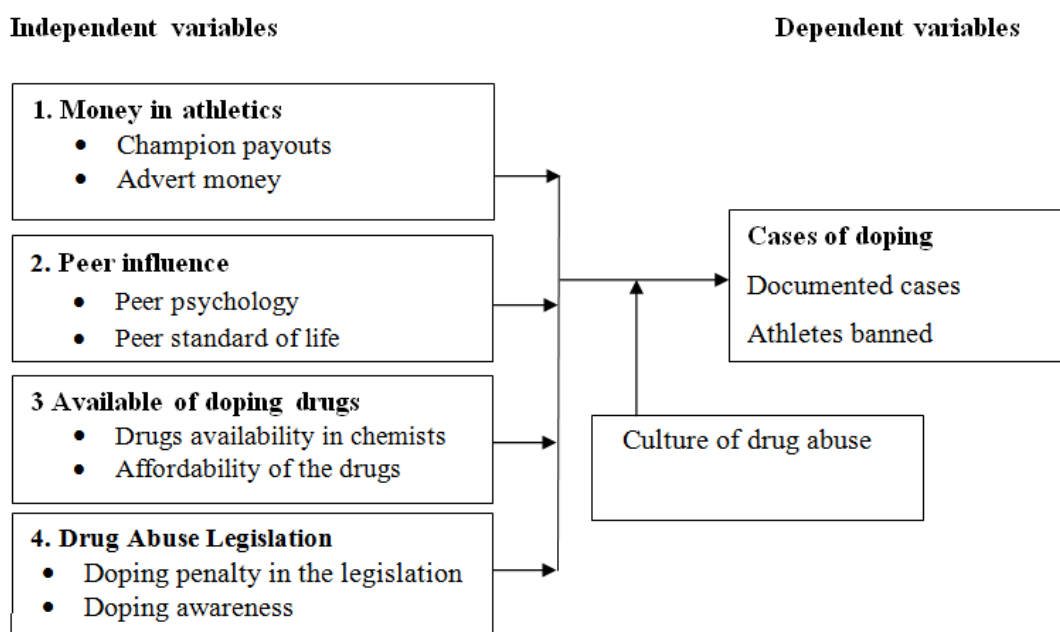 Independent variables
Dependent variables
1. Money in athletics
• Champion payouts
• Advert money
2. Peer influence
• Peer psychology
• Peer standard of life
3 Available of doping drugs
• Drugs availability in chemists
• Affordability of the drugs
4. Drug Abuse Legislation
• Doping penalty in the legislation
• Doping awareness
Cases of doping
Documented cases
Athletes banned
Culture of drug abuse